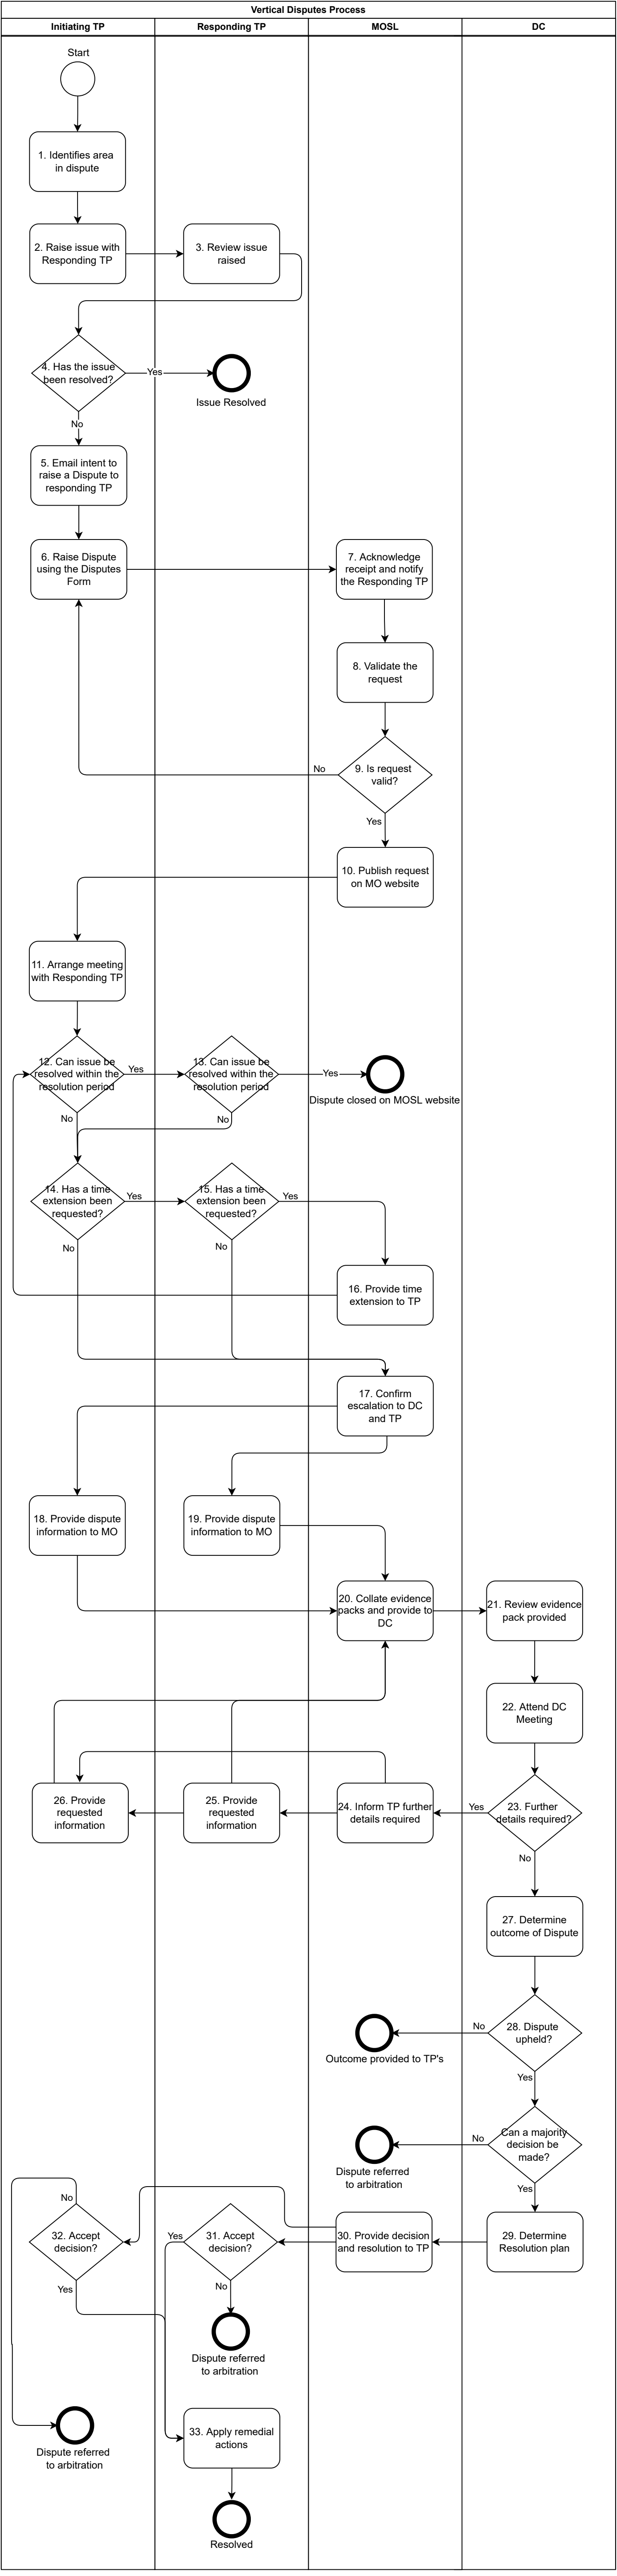 Vertical Disputes Process
Initiating TP
Responding TP
MOSL
DC
Start
1. Identifies area
in dispute
2. Raise issue with
Responding TP
3. Review issue
raised
4. Has the issue
been resolved?
Yes
Issue Resolved
No
5. Email intent to
raise a Dispute to
responding TP
6. Raise Dispute
using the Disputes
Form
7. Acknowledge
receipt and notify
the Responding TP
8. Validate the
request
9. Is request
valid?
No
Yes
10. Publish request
on MO website
11. Arrange meeting
with Responding TP
12. Can issue be
resolved within the
resolution period
Yes
13. Can issue be
resolved within the
resolution period
Yes
Dispute closed on MOSL website
No
No
14. Has a time
extension been
requested?
Yes
15. Has a time
extension been
requested?
Yes
No
No
16. Provide time
extension to TP
17. Confirm
escalation to DC
and TP
18. Provide dispute
information to MO
19. Provide dispute
information to MO
20. Collate evidence
packs and provide to
DC
21. Review evidence
pack provided
22. Attend DC
Meeting
23. Further
details required?
Yes
24. Inform TP further
details required
25. Provide
requested
information
26. Provide
requested
information
No
27. Determine
outcome of Dispute
28. Dispute
upheld?
No
Outcome provided to TP's
Yes
Can a majority
decision be
made?
No
Dispute referred
to arbitration
Yes
29. Determine
Resolution plan
30. Provide decision
and resolution to TP
31. Accept
decision?
Yes
No
Dispute referred
to arbitration
32. Accept
decision?
No
Yes
Dispute referred
to arbitration
33. Apply remedial
actions
Resolved